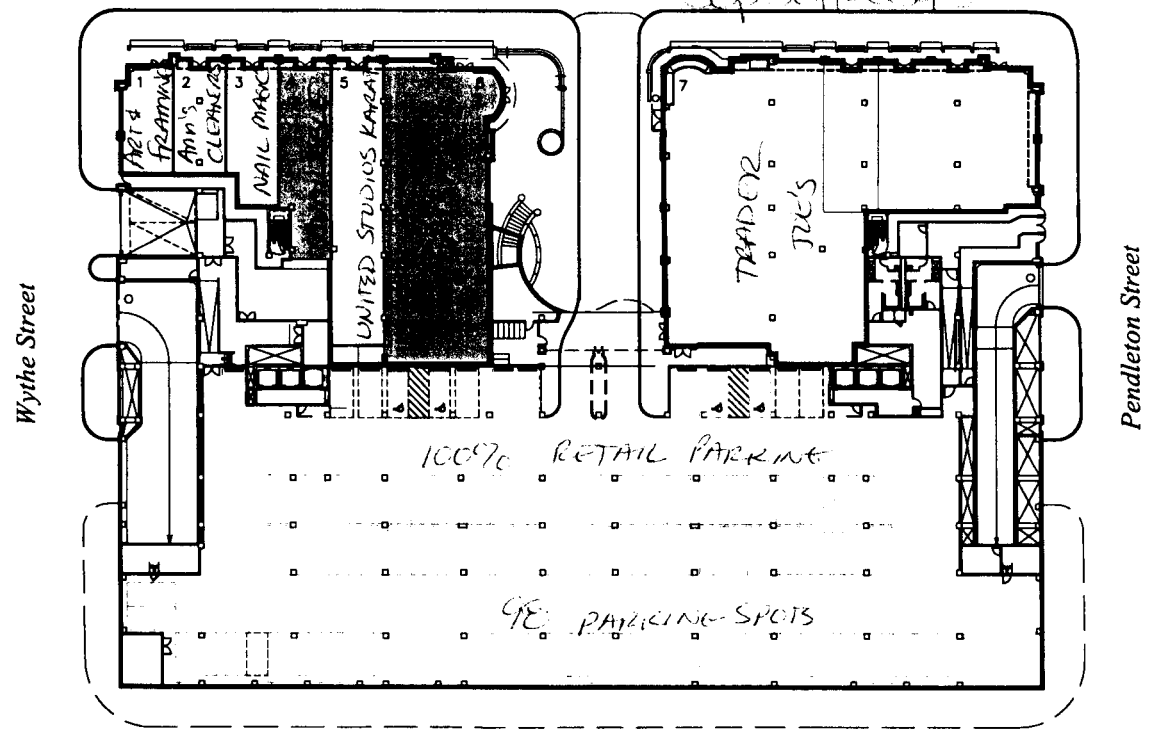 1
2
3
5
7
ART &
FRAMING
Ann's
CLEANERS
NAIL MAGIC
UNITED STUDIOS KARATE
TRADER
JOE'S
Wythe Street
Pendleton Street
100% RETAIL PARKING
98 PARKING SPOTS